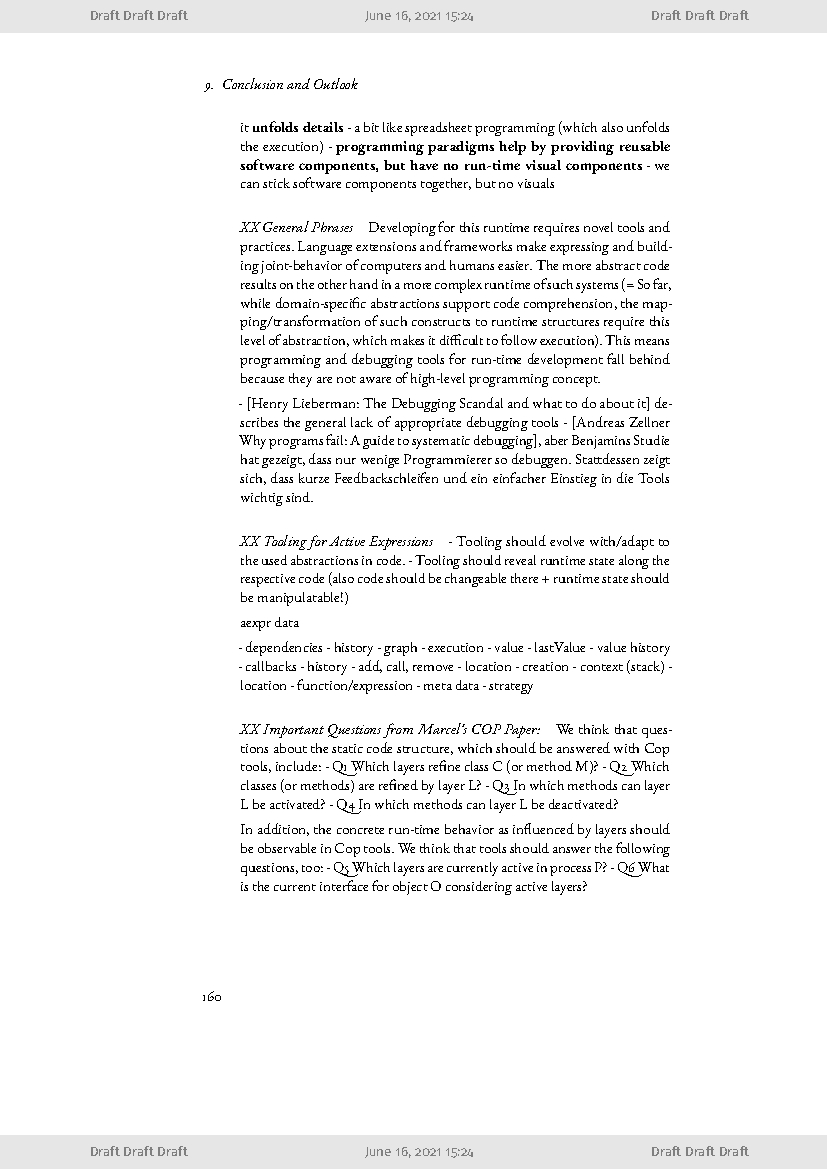 Draft Draft Draft June 16, 2021 15:24 Draft Draft Draft
9. Conclusion and Outlook
it unfolds details - a bit like spreadsheet programming (which also unfolds
the execution) - programming paradigms help by providing reusable
software components, but have no run-time visual components - we
can stick software components together, but no visuals
XX General Phrases Developing for this runtime requires novel tools and
practices. Language extensions and frameworks make expressing and build-
ing joint-behavior of computers and humans easier. The more abstract code
results on the other hand in a more complex runtime of such systems (= So far,
while domain-specific abstractions support code comprehension, the map-
ping/transformation of such constructs to runtime structures require this
level of abstraction, which makes it difficult to follow execution). This means
programming and debugging tools for run-time development fall behind
because they are not aware of high-level programming concept.
- [Henry Lieberman: The Debugging Scandal and what to do about it] de-
scribes the general lack of appropriate debugging tools - [Andreas Zellner
Why programs fail: A guide to systematic debugging], aber Benjamins Studie
hat gezeigt, dass nur wenige Programmierer so debuggen. Stattdessen zeigt
sich, dass kurze Feedbackschleifen und ein einfacher Einstieg in die Tools
wichtig sind.
XX Tooling for Active Expressions - Tooling should evolve with/adapt to
the used abstractions in code. - Tooling should reveal runtime state along the
respective code (also code should be changeable there + runtime state should
be manipulatable!)
aexpr data
- dependencies - history - graph - execution - value - lastValue - value history
- callbacks - history - add, call, remove - location - creation - context (stack) -
location - function/expression - meta data - strategy
XX Important Questions from Marcel's COP Paper: We think that ques-
tions about the static code structure, which should be answered with Cop
tools, include: - Q1 Which layers refine class C (or method M)? - Q2 Which
classes (or methods) are refined by layer L? - Q3 In which methods can layer
L be activated? - Q4 In which methods can layer L be deactivated?
In addition, the concrete run-time behavior as influenced by layers should
be observable in Cop tools. We think that tools should answer the following
questions, too: - Q5 Which layers are currently active in process P? - Q6 What
is the current interface for object O considering active layers?
160
Draft Draft Draft June 16, 2021 15:24 Draft Draft Draft